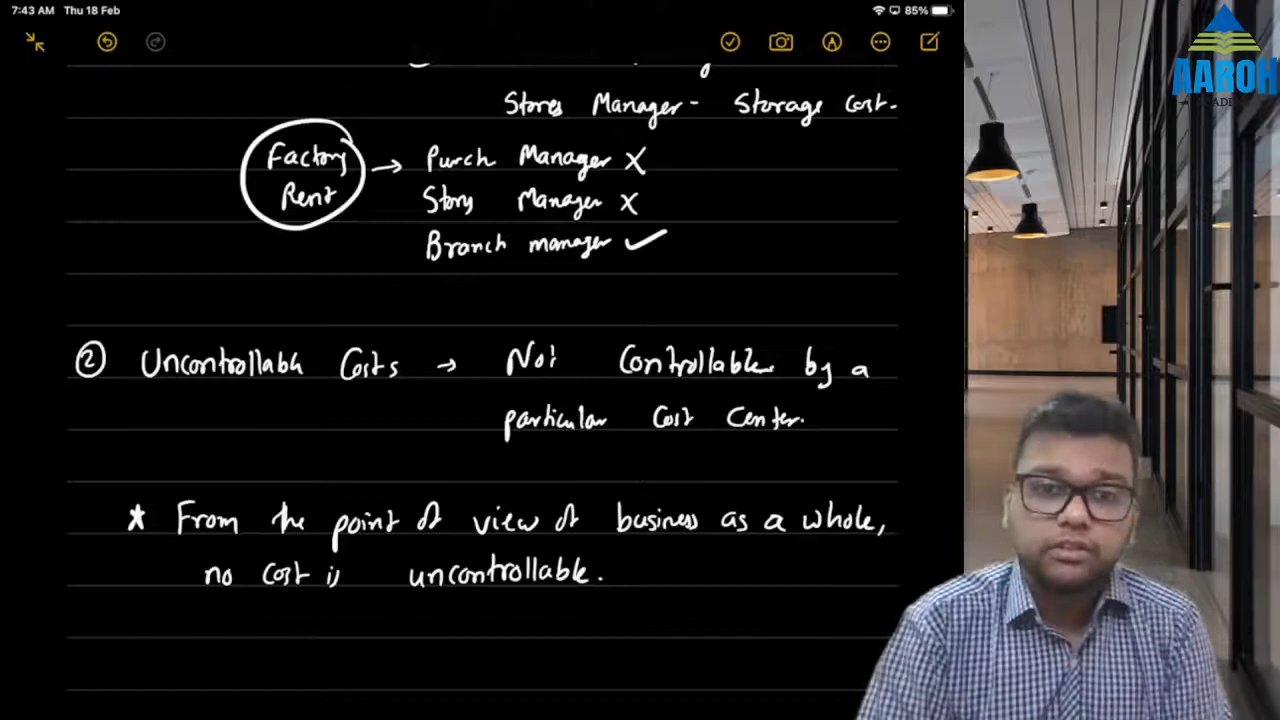 7:43 AM Thu 18 Feb
85%
AAROH
Stores Manager - Storage Cost.
Factory Rent → Purch Manager X
Story Manager X
Branch manager ✓
② Uncontrollable Costs → Not Controllable by a
particular Cost Center.
* From the point of view of business as a whole,
no cost is uncontrollable.